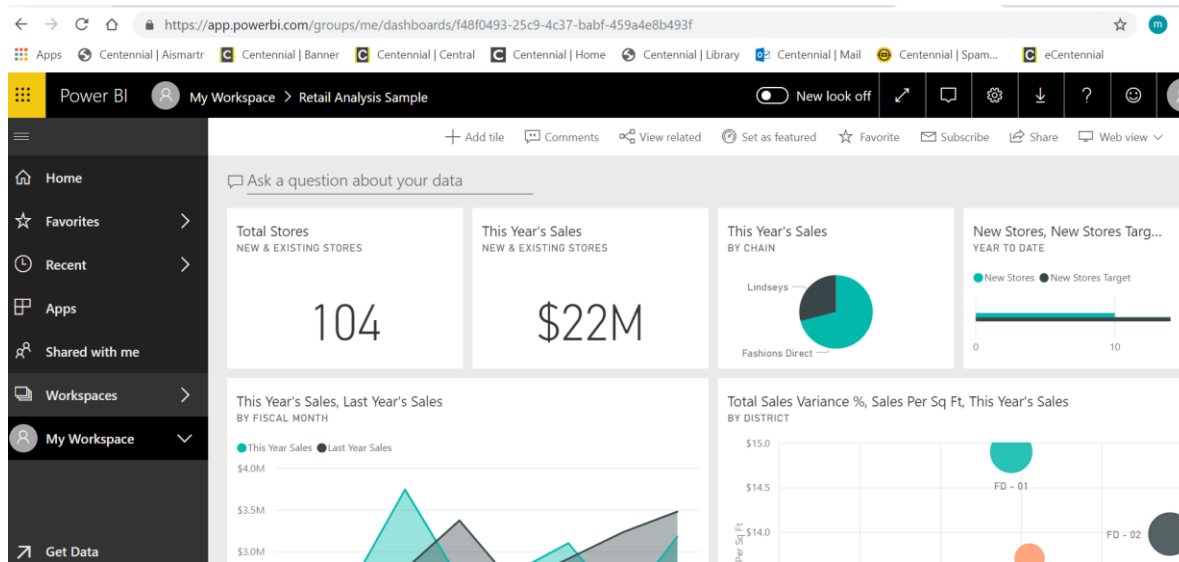 https://app.powerbi.com/groups/me/dashboards/f48f0493-25c9-4c37-babf-459a4e8b493f
m
Apps Centennial | Aismartr Centennial | Banner Centennial | Central Centennial | Home Centennial | Library Centennial | Mail Centennial | Spam... eCentennial
Power BI My Workspace > Retail Analysis Sample New look off
Add tile Comments View related Set as featured Favorite Subscribe Share Web view
Home
Favorites
Recent
Apps
Shared with me
Workspaces
My Workspace
Get Data
Ask a question about your data
Total Stores
NEW & EXISTING STORES
104
This Year's Sales
NEW & EXISTING STORES
$22M
This Year's Sales
BY CHAIN
Lindseys
Fashions Direct
New Stores, New Stores Targ...
YEAR TO DATE
New Stores New Stores Target
0 10
This Year's Sales, Last Year's Sales
BY FISCAL MONTH
This Year Sales Last Year Sales
$4.0M
$3.5M
$3.0M
Total Sales Variance %, Sales Per Sq Ft, This Year's Sales
BY DISTRICT
$15.0
$14.5
$14.0
Per Sq Ft
FD - 01
FD - 02